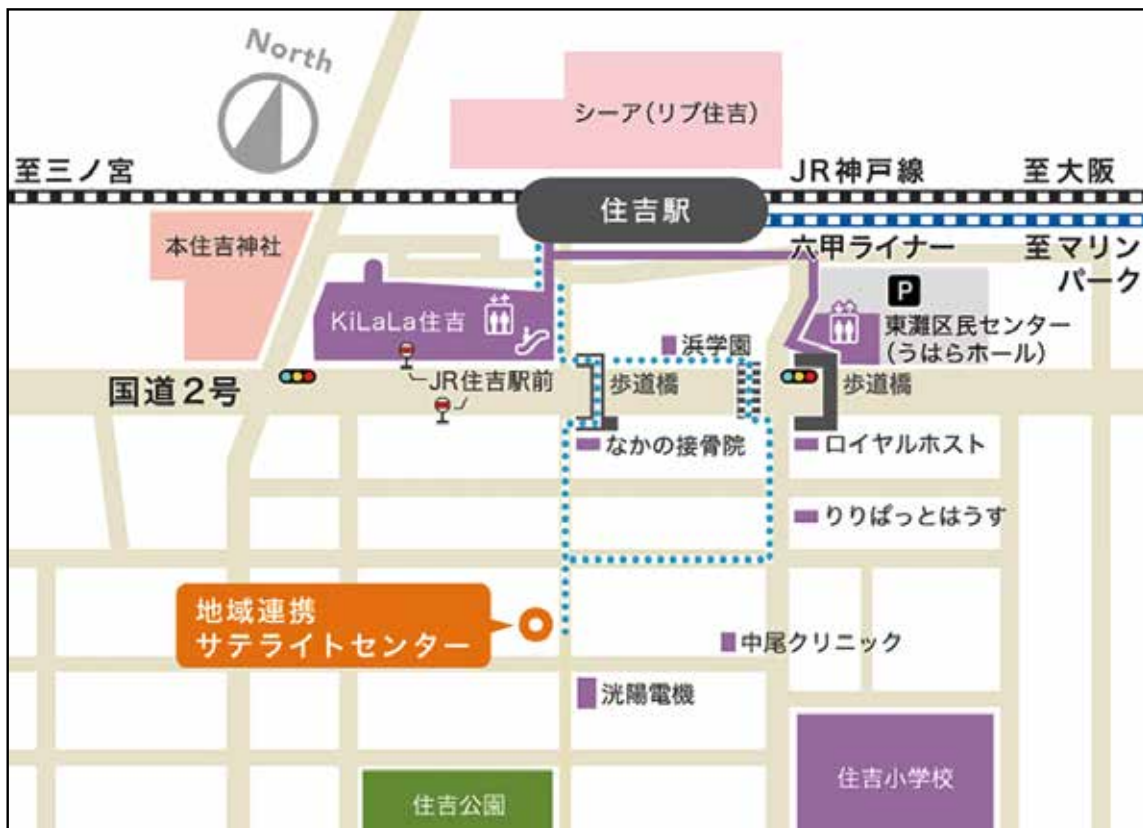 North
シーア(リブ住吉)
至三ノ宮
JR神戸線
至大阪
住吉駅
本住吉神社
六甲ライナー
至マリン
パーク
P
KiLaLa住吉
浜学園
東灘区民センター
(うはらホール)
国道2号
JR住吉駅前
歩道橋
歩道橋
なかの接骨院
ロイヤルホスト
りりぱっとはうす
地域連携
サテライトセンター
中尾クリニック
洸陽電機
住吉公園
住吉小学校